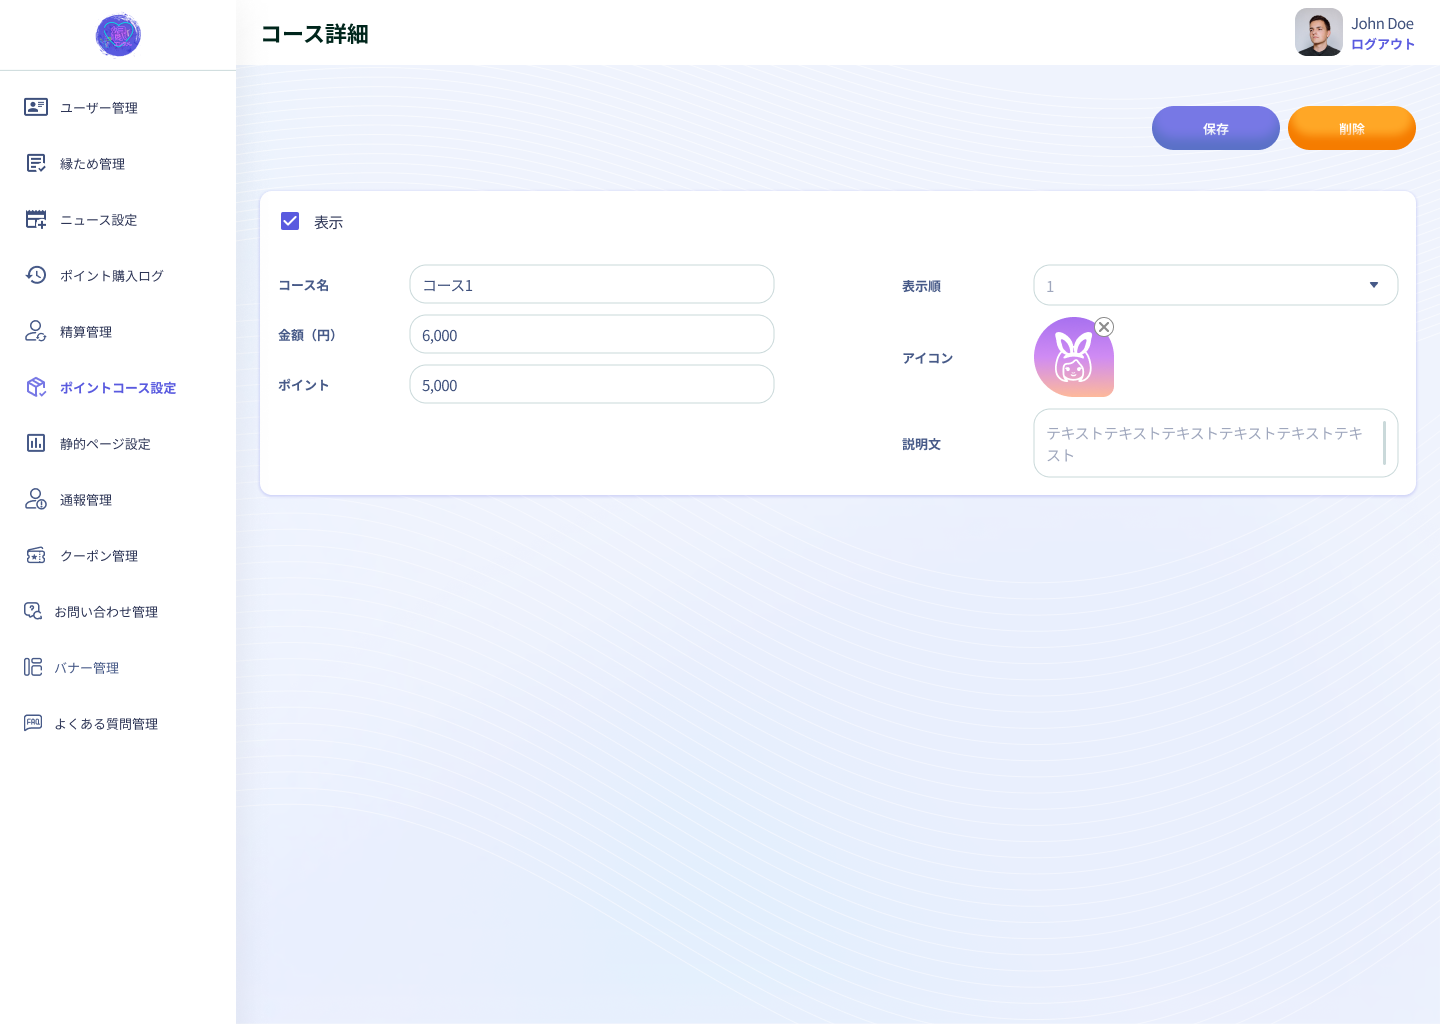 コース詳細
John Doe
ログアウト
ユーザー管理
縁ため管理
ニュース設定
ポイント購入ログ
精算管理
ポイントコース設定
静的ページ設定
通報管理
クーポン管理
お問い合わせ管理
バナー管理
FAQ
よくある質問管理
保存
削除
表示
コース名
コース1
金額（円）
6,000
ポイント
5,000
表示順
1
アイコン
説明文
テキストテキストテキストテキストテキストテキ
スト